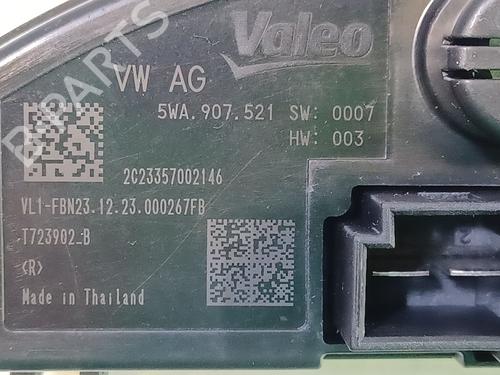 Valeo
VW AG
5WA.907.521 SW: 0007
HW: 003
2C23357002146
VL1-FBN23.12.23.000267FB
T723902_B
(R)
Made in Thailand
B-PARTS
2